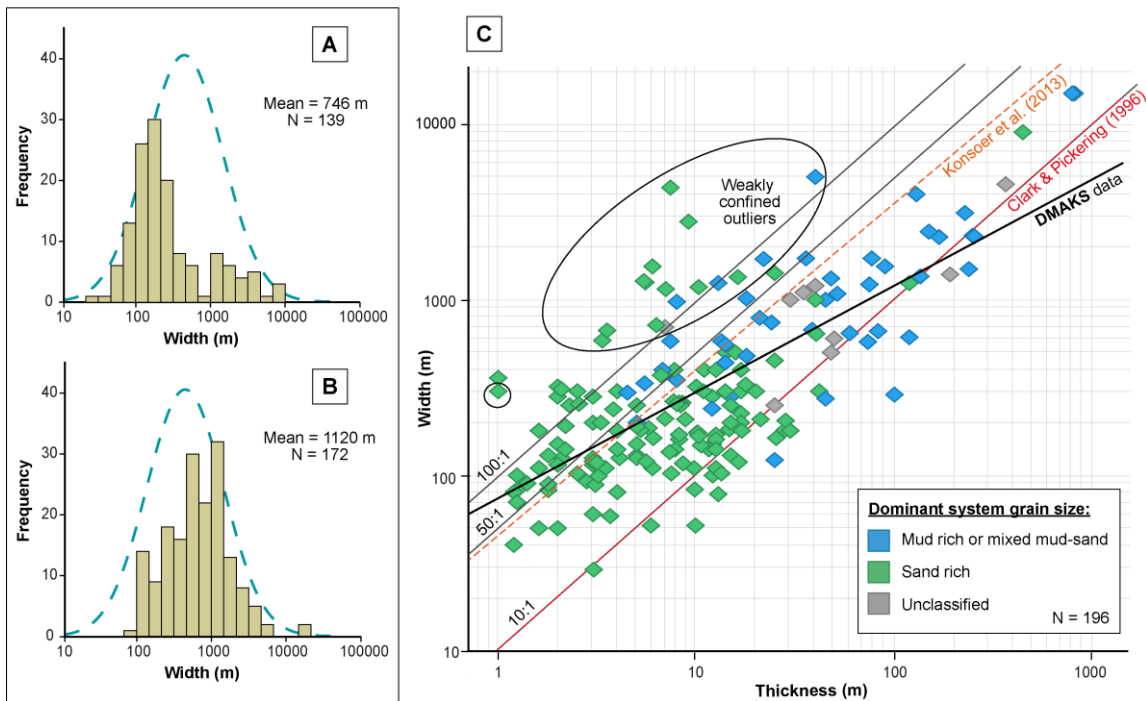 A
Frequency
40
30
20
10
0
Mean = 746 m
N = 139
10
100
1000
10000
100000
Width (m)
B
Frequency
40
30
20
10
0
Mean = 1120 m
N = 172
10
100
1000
10000
100000
Width (m)
C
Width (m)
10000
1000
100
10
Weakly
confined
outliers
Konsoer et al. (2013)
Clark & Pickering (1996)
DMAKS data
100:1
50:1
10:1
Dominant system grain size:
Mud rich or mixed mud-sand
Sand rich
Unclassified
N = 196
1
10
100
1000
Thickness (m)